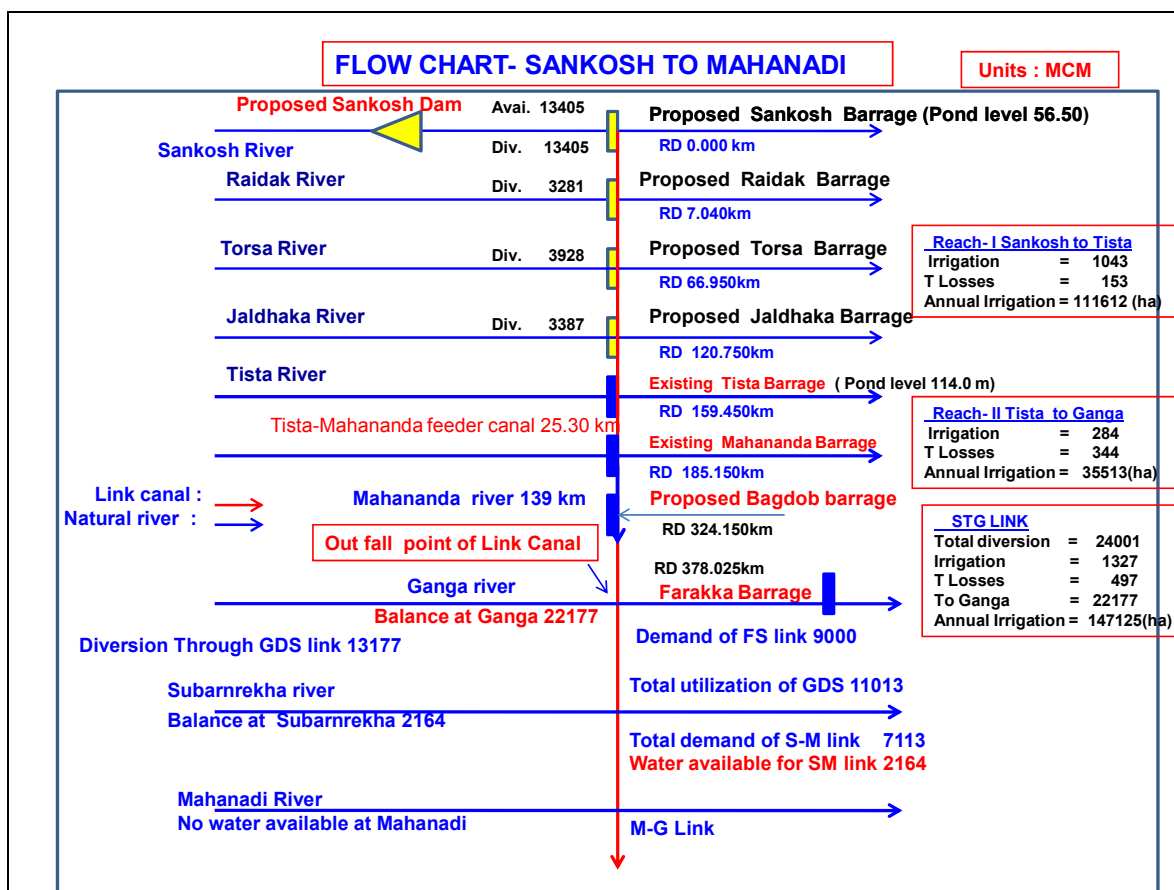 FLOW CHART- SANKOSH TO MAHANADI
Units : MCM
Proposed Sankosh Dam
Avai. 13405
Proposed Sankosh Barrage (Pond level 56.50)
Sankosh River
Div. 13405
RD 0.000 km
Raidak River
Div. 3281
Proposed Raidak Barrage
RD 7.040km
Torsa River
Div. 3928
Proposed Torsa Barrage
RD 66.950km
Reach- I Sankosh to Tista
Irrigation = 1043
T Losses = 153
Annual Irrigation = 111612 (ha)
Jaldhaka River
Div. 3387
Proposed Jaldhaka Barrage
RD 120.750km
Tista River
Existing Tista Barrage ( Pond level 114.0 m)
RD 159.450km
Tista-Mahananda feeder canal 25.30 km
Existing Mahananda Barrage
RD 185.150km
Reach- II Tista to Ganga
Irrigation = 284
T Losses = 344
Annual Irrigation = 35513(ha)
Link canal :
Natural river :
Mahananda river 139 km
Proposed Bagdob barrage
RD 324.150km
Out fall point of Link Canal
RD 378.025km
STG LINK
Total diversion = 24001
Irrigation = 1327
T Losses = 497
To Ganga = 22177
Annual Irrigation = 147125(ha)
Ganga river
Farakka Barrage
Balance at Ganga 22177
Diversion Through GDS link 13177
Demand of FS link 9000
Subarnrekha river
Total utilization of GDS 11013
Balance at Subarnrekha 2164
Total demand of S-M link 7113
Water available for SM link 2164
Mahanadi River
No water available at Mahanadi
M-G Link